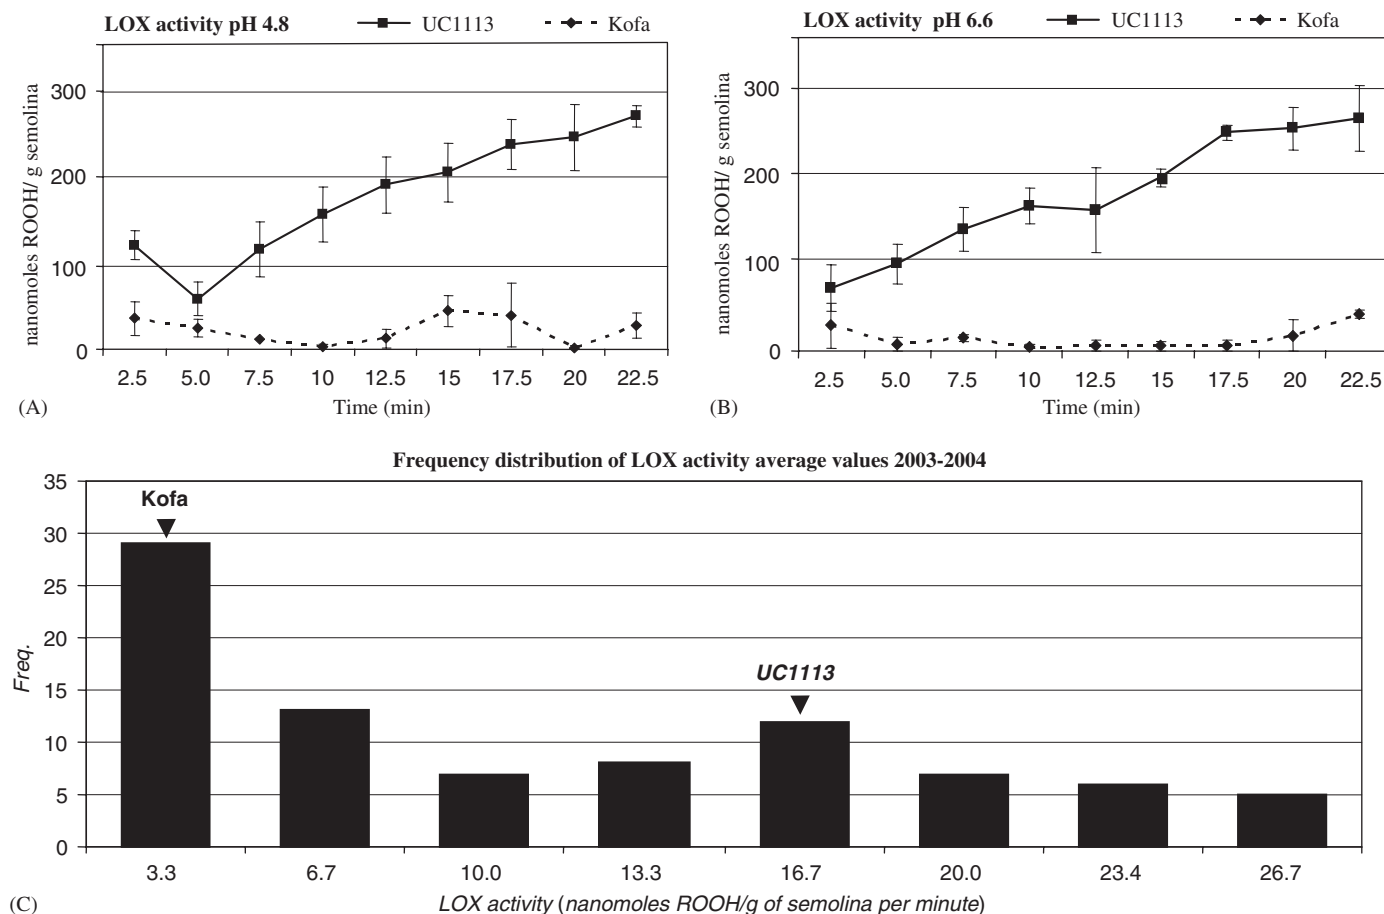 LOX activity pH 4.8 UC1113 Kofa
nanomoles ROOH/ g semolina
300
200
100
0
2.5 5.0 7.5 10 12.5 15 17.5 20 22.5
(A) Time (min)
LOX activity pH 6.6 UC1113 Kofa
nanomoles ROOH/ g semolina
300
200
100
0
2.5 5.0 7.5 10 12.5 15 17.5 20 22.5
(B) Time (min)
Frequency distribution of LOX activity average values 2003-2004
Freq.
35
30
25
20
15
10
5
0
Kofa
UC1113
3.3 6.7 10.0 13.3 16.7 20.0 23.4 26.7
(C) LOX activity (nanomoles ROOH/g of semolina per minute)